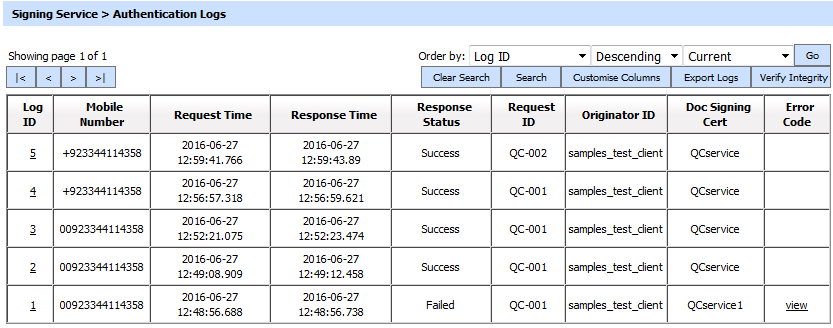 Signing Service > Authentication Logs
Showing page 1 of 1
Order by: Log ID Descending Current Go
|< < > >| Clear Search Search Customise Columns Export Logs Verify Integrity
Log ID Mobile Number Request Time Response Time Response Status Request ID Originator ID Doc Signing Cert Error Code
5 +923344114358 2016-06-27 12:59:41.766 2016-06-27 12:59:43.89 Success QC-002 samples_test_client QCservice
4 +923344114358 2016-06-27 12:56:57.318 2016-06-27 12:56:59.621 Success QC-001 samples_test_client QCservice
3 00923344114358 2016-06-27 12:52:21.075 2016-06-27 12:52:23.474 Success QC-001 samples_test_client QCservice
2 00923344114358 2016-06-27 12:49:08.909 2016-06-27 12:49:12.458 Success QC-001 samples_test_client QCservice
1 00923344114358 2016-06-27 12:48:56.688 2016-06-27 12:48:56.738 Failed QC-001 samples_test_client QCservice1 view